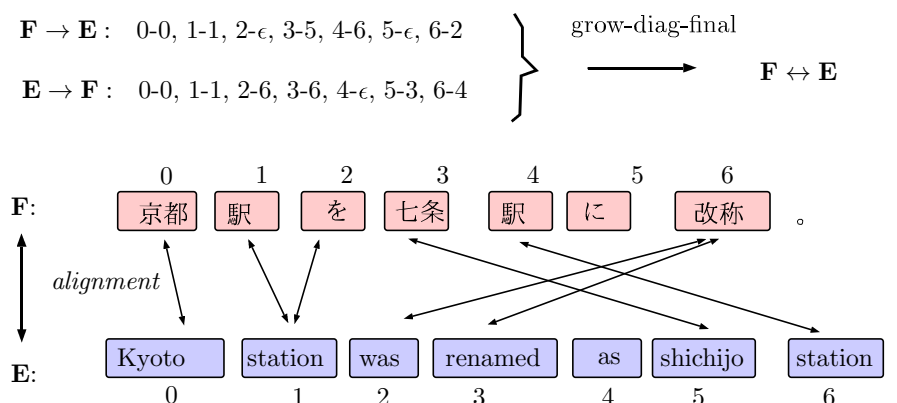 F → E : 0-0, 1-1, 2-ϵ, 3-5, 4-6, 5-ϵ, 6-2
grow-diag-final
F ↔ E
E → F : 0-0, 1-1, 2-6, 3-6, 4-ϵ, 5-3, 6-4
0 1 2 3 4 5 6
F: 京都 駅 を 七条 駅 に 改称 。
alignment
E: Kyoto station was renamed as shichijo station
0 1 2 3 4 5 6